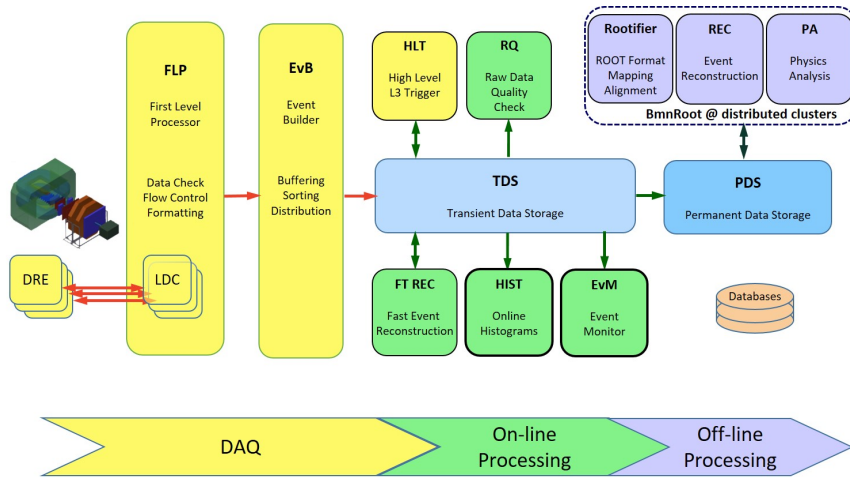 FLP
First Level
Processor
Data Check
Flow Control
Formatting
DRE
LDC
EvB
Event
Builder
Buffering
Sorting
Distribution
HLT
High Level
L3 Trigger
RQ
Raw Data
Quality
Check
TDS
Transient Data Storage
FT REC
Fast Event
Reconstruction
HIST
Online
Histograms
EvM
Event
Monitor
Rootifier
ROOT Format
Mapping
Alignment
REC
Event
Reconstruction
PA
Physics
Analysis
BmnRoot @ distributed clusters
PDS
Permanent Data Storage
Databases
DAQ
On-line
Processing
Off-line
Processing